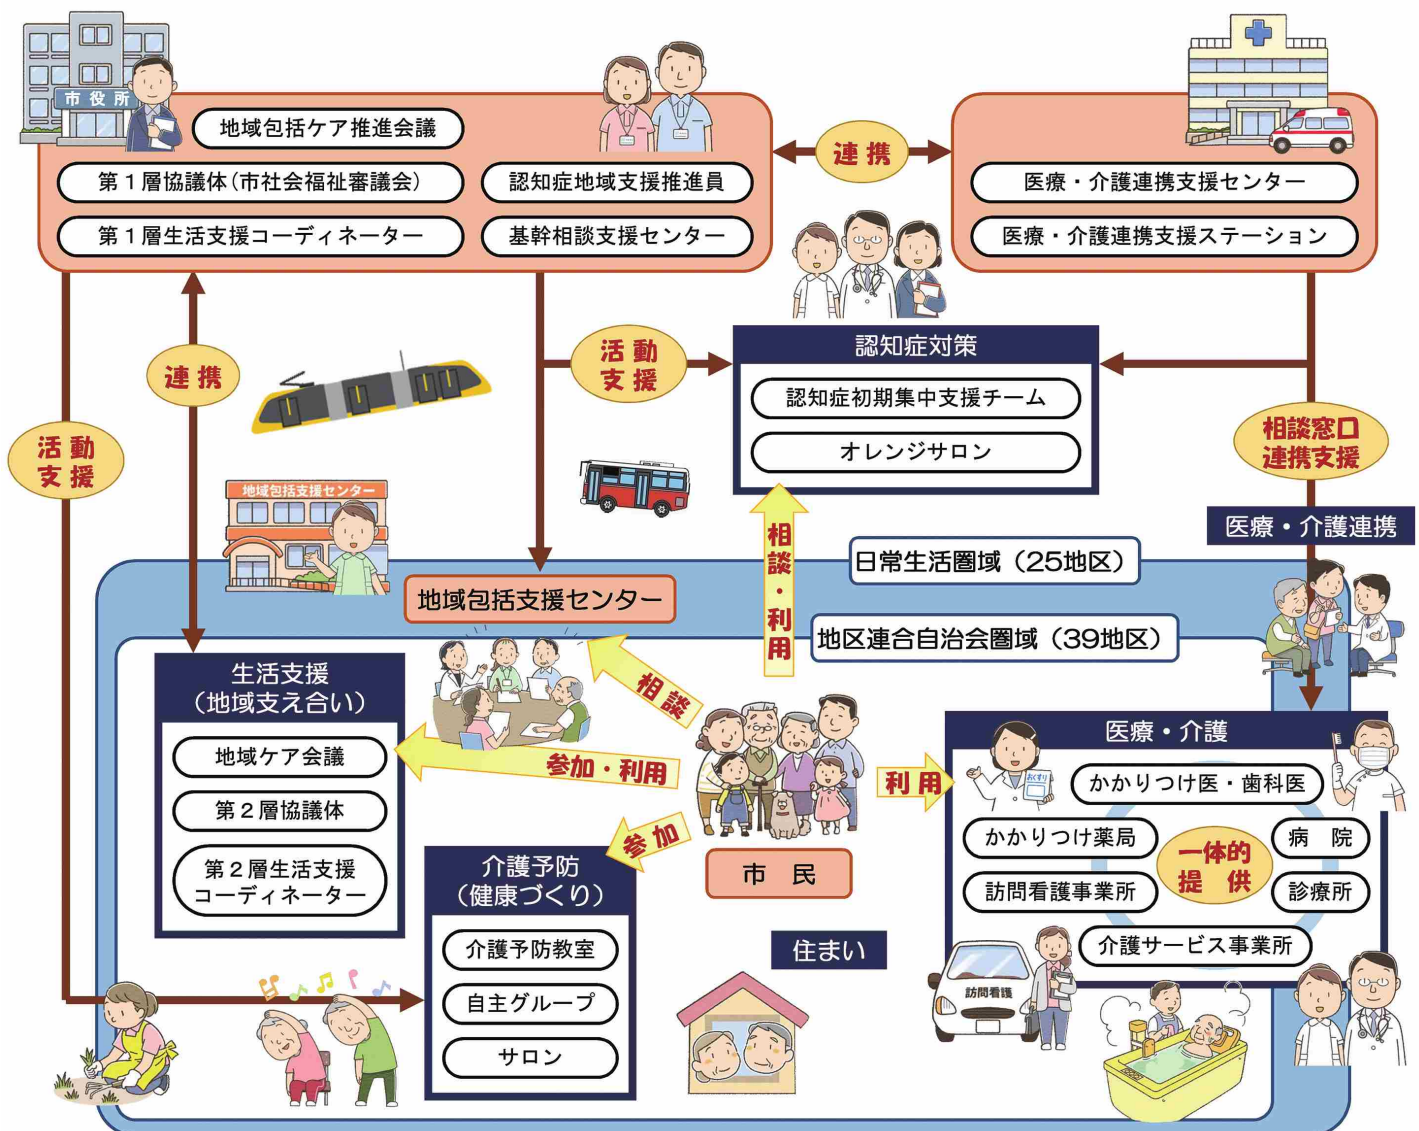 市役所
地域包括ケア推進会議
第1層協議体(市社会福祉審議会)
第1層生活支援コーディネーター
認知症地域支援推進員
基幹相談支援センター
連携
医療・介護連携支援センター
医療・介護連携支援ステーション
連携
活動
支援
活動
支援
認知症対策
認知症初期集中支援チーム
オレンジサロン
相談窓口
連携支援
医療・介護連携
地域包括支援センター
地域包括支援センター
日常生活圏域（25地区）
地区連合自治会圏域（39地区）
相談・利用
相談
参加・利用
参加
利用
生活支援
（地域支え合い）
地域ケア会議
第2層協議体
第2層生活支援
コーディネーター
介護予防
（健康づくり）
介護予防教室
自主グループ
サロン
市 民
住まい
医療・介護
おくすり
かかりつけ医・歯科医
かかりつけ薬局
訪問看護事業所
一体的
提 供
病 院
診療所
介護サービス事業所
訪問看護